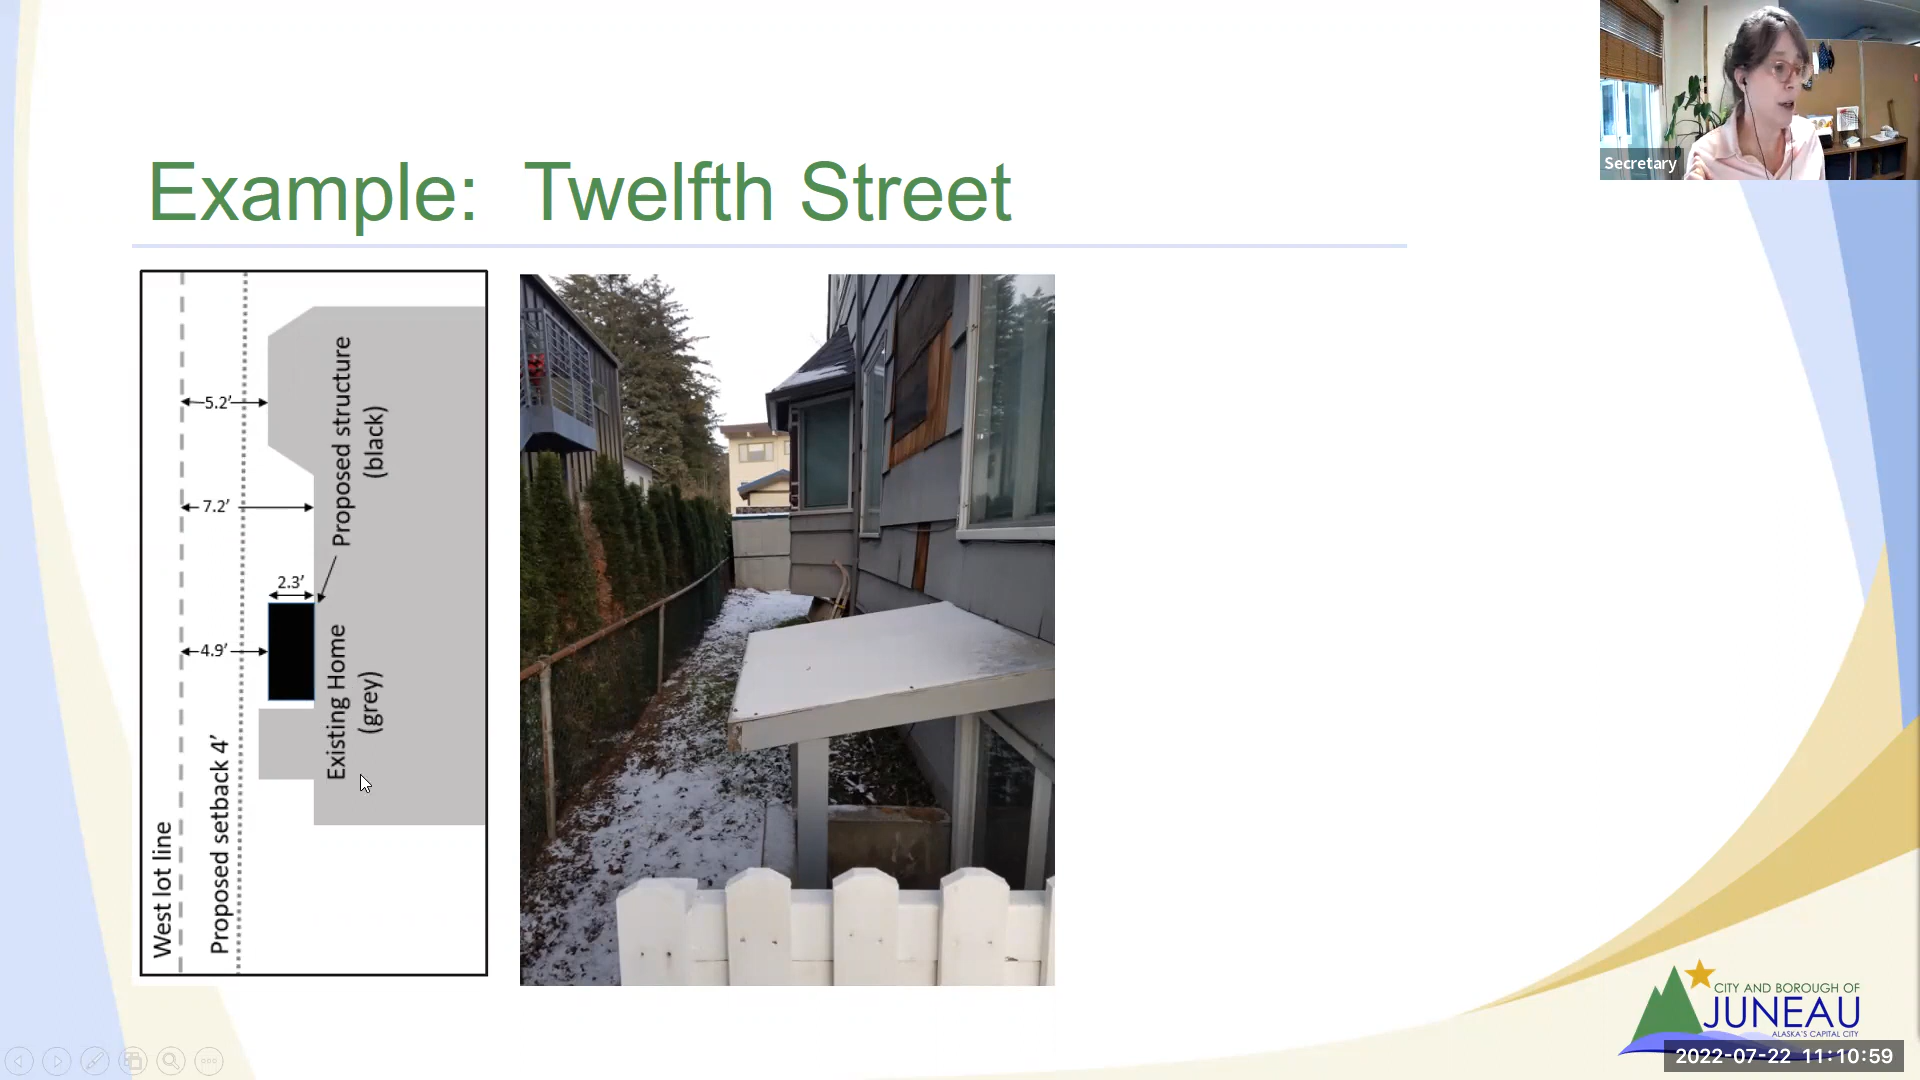 Secretary
Example:  Twelfth Street
5.2'
7.2'
2.3'
4.9'
Proposed structure
(black)
Existing Home
(grey)
West lot line
Proposed setback 4'
CITY AND BOROUGH OF
JUNEAU
ALASKA'S CAPITAL CITY
2022-07-22 11:10:59